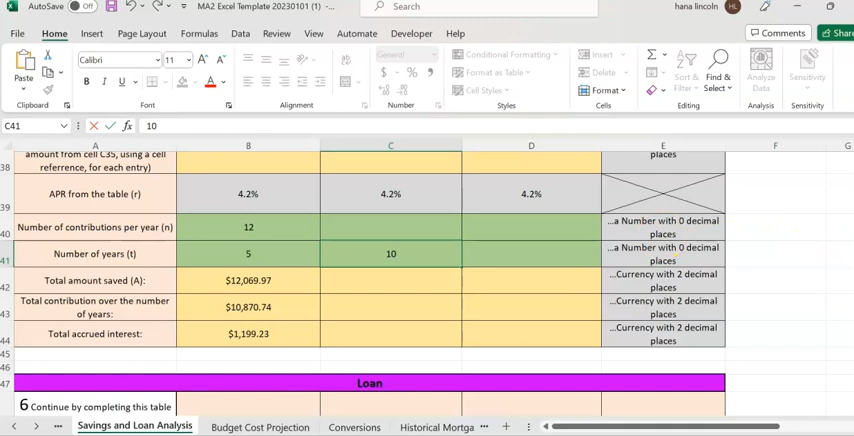 AutoSave Off MA2 Excel Template 20230101 (1) -... Search hana lincoln HL
File Home Insert Draw Page Layout Formulas Data Review View Automate Developer Help Comments Share
Calibri 11 A^ A˅ ab General Conditional Formatting Insert Σ
Paste B I U A $ % 9 Format as Table Delete Sort & Filter Find & Select Analyze Data Sensitivity
Cell Styles Format
Clipboard Font Alignment Number Styles Cells Editing Analysis Sensitivity
C41 fx 10
A B C D E F G
amount from cell C35, using a cell
38 referrence, for each entry) places
39 APR from the table (r) 4.2% 4.2% 4.2%
40 Number of contributions per year (n) 12 ...a Number with 0 decimal
places
41 Number of years (t) 5 10 ...a Number with 0 decimal
places
42 Total amount saved (A): $12,069.97 ...Currency with 2 decimal
places
43 Total contribution over the number $10,870.74 ...Currency with 2 decimal
of years: places
44 Total accrued interest: $1,199.23 ...Currency with 2 decimal
places
45
46
47 Loan
6 Continue by completing this table
Savings and Loan Analysis Budget Cost Projection Conversions Historical Mortga ...